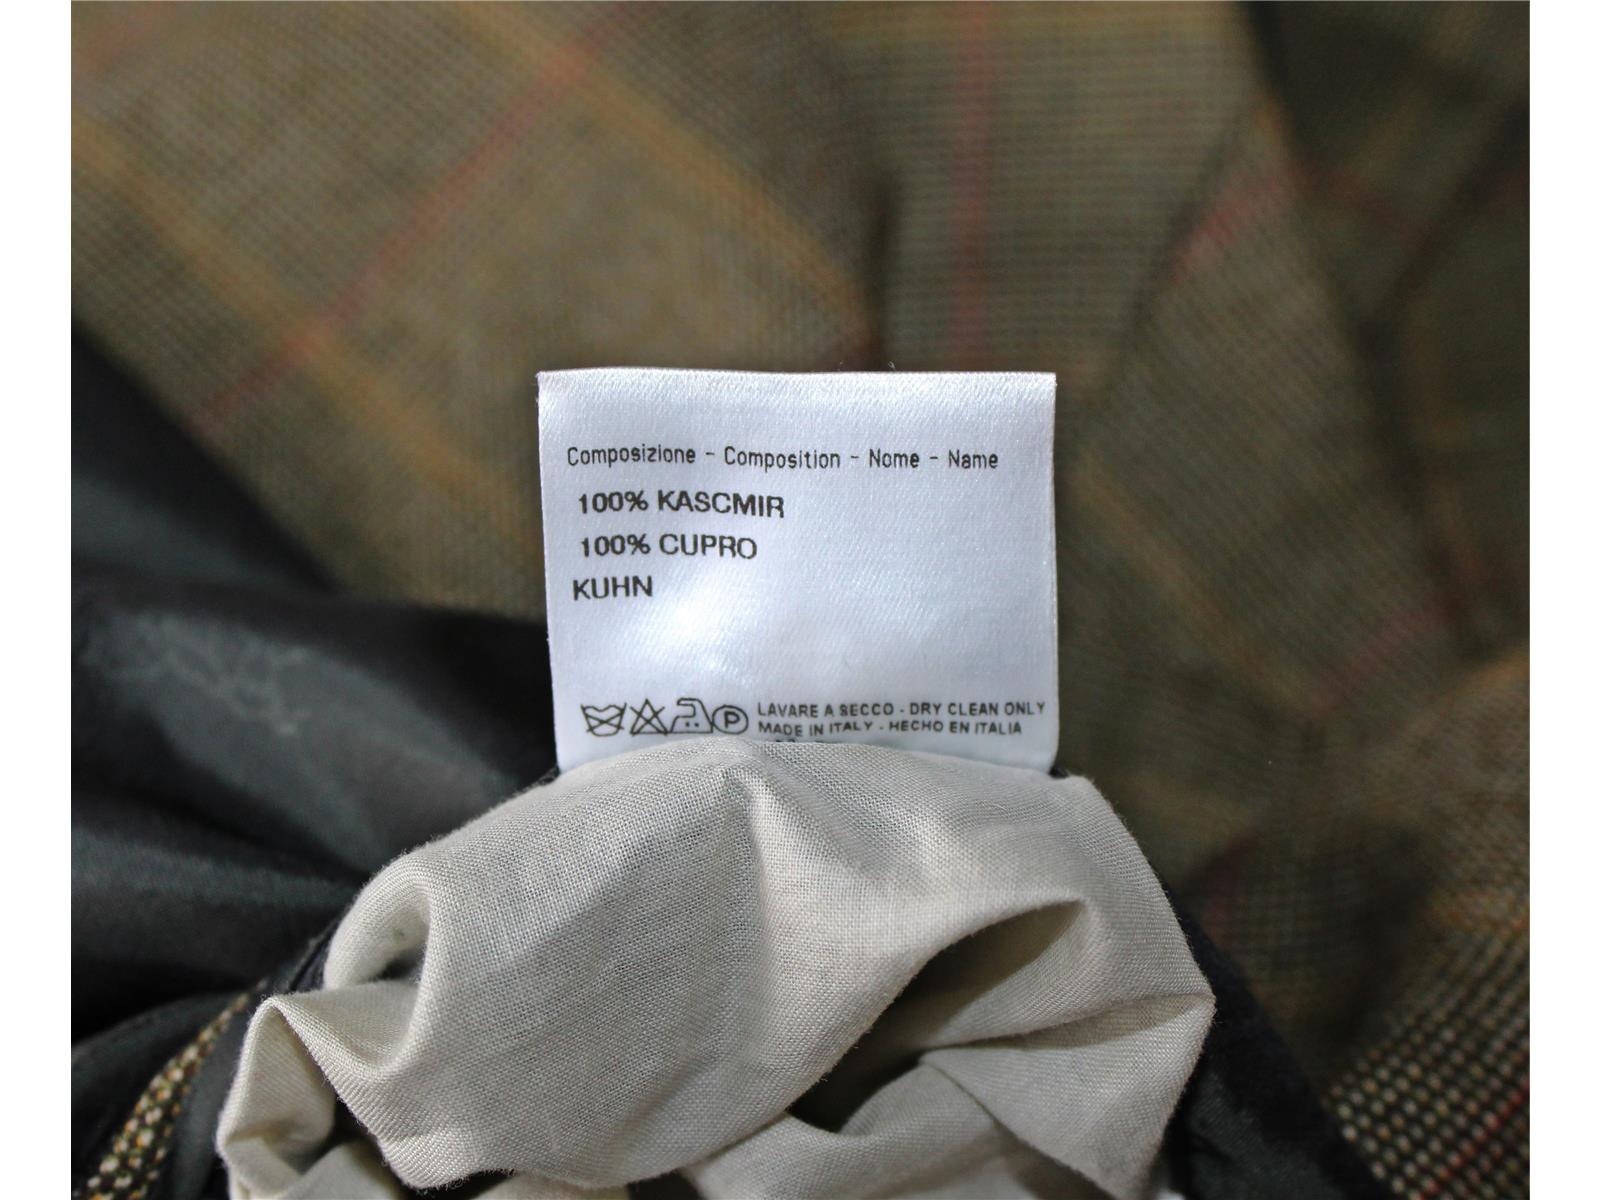 Composizione - Composition - Nome - Name
100% KASCMIR
100% CUPRO
KUHN
P LAVARE A SECCO - DRY CLEAN ONLY
MADE IN ITALY - HECHO EN ITALIA